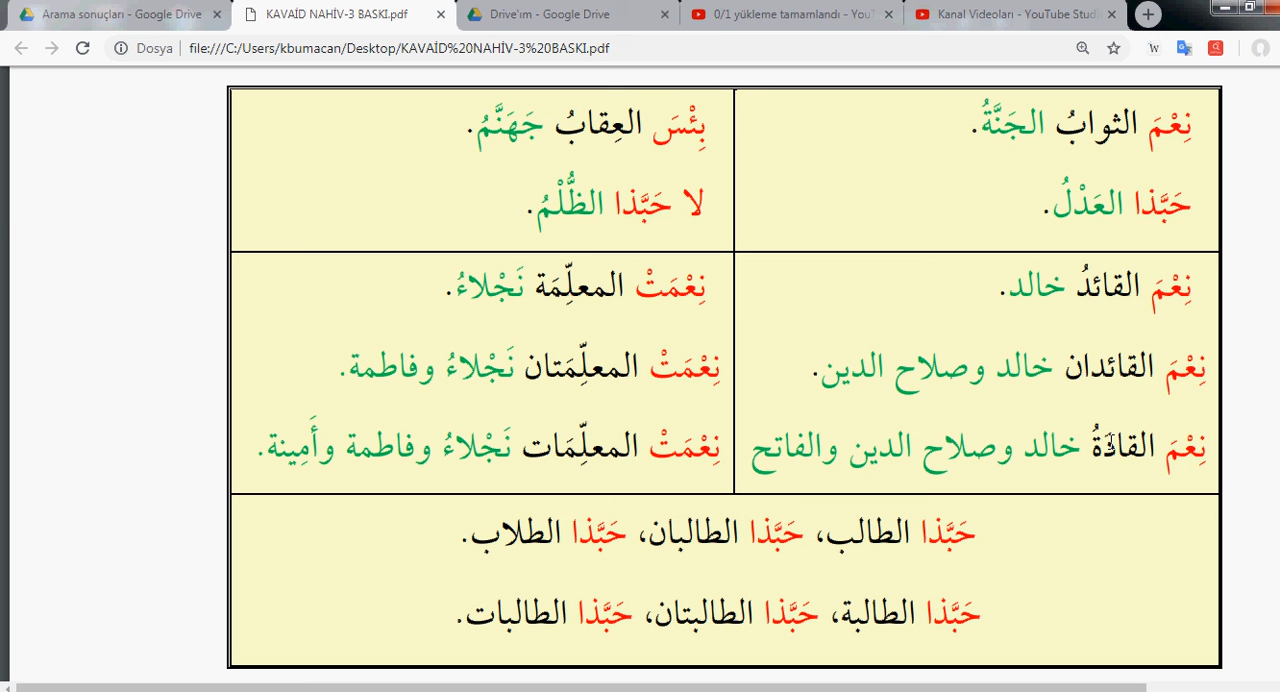 Arama sonuçları - Google Drive
KAVAİD NAHİV-3 BASKI.pdf
Drive'ım - Google Drive
0/1 yükleme tamamlandı - YouT
Kanal Videoları - YouTube Studi
Dosya | file:///C:/Users/kbumacan/Desktop/KAVAİD%20NAHİV-3%20BASKI.pdf
نِعْمَ الثوابُ الجَنَّةُ.
حَبَّذا العَدْلُ.
بِئْسَ العِقابُ جَهَنَّمُ.
لا حَبَّذا الظُّلْمُ.
نِعْمَ القائدُ خالد.
نِعْمَ القائدان خالد وصلاح الدين.
نِعْمَ القادَةُ خالد وصلاح الدين والفاتح
نِعْمَتْ المعلِّمَة نَجْلاءُ.
نِعْمَتْ المعلِّمَتان نَجْلاءُ وفاطمة.
نِعْمَتْ المعلِّمَات نَجْلاءُ وفاطمة وأَمِينة.
حَبَّذا الطالب، حَبَّذا الطالبان، حَبَّذا الطلاب.
حَبَّذا الطالبة، حَبَّذا الطالبتان، حَبَّذا الطالبات.